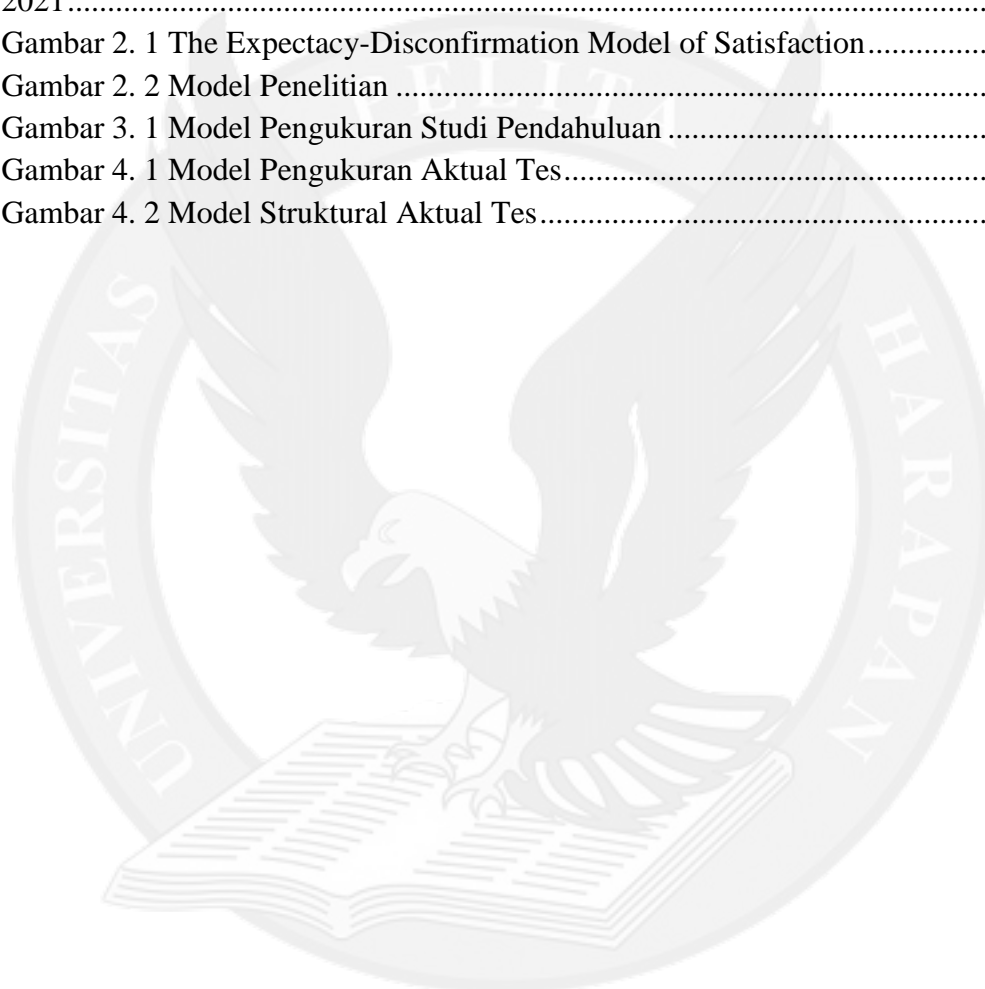 2021........................................................................................................................
Gambar 2. 1 The Expectacy-Disconfirmation Model of Satisfaction...............
Gambar 2. 2 Model Penelitian ..........................................................................
Gambar 3. 1 Model Pengukuran Studi Pendahuluan ........................................
Gambar 4. 1 Model Pengukuran Aktual Tes.....................................................
Gambar 4. 2 Model Struktural Aktual Tes........................................................
UNIVERSITAS PELITA HARAPAN